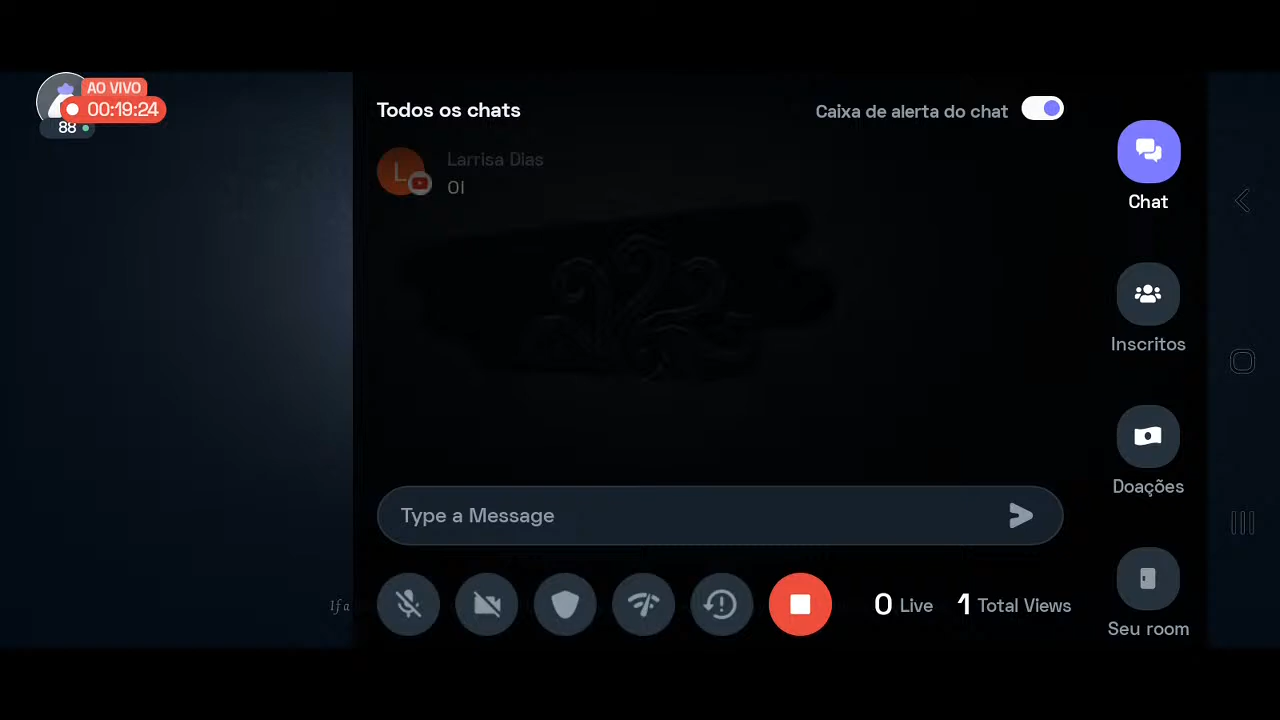 AO VIVO
00:19:24
88
Todos os chats
Caixa de alerta do chat
L
Larrisa Dias
OI
Chat
Inscritos
Doações
Type a Message
If a
0 Live
1 Total Views
Seu room